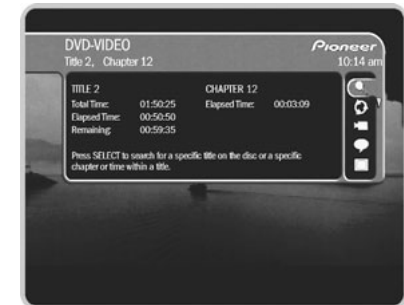 DVD-VIDEO
Pioneer
Title 2, Chapter 12
10:14 am
TITLE 2
CHAPTER 12
Total Time: 01:50:25
Elapsed Time: 00:03:09
Elapsed Time: 00:50:50
Remaining: 00:59:35
Press SELECT to search for a specific title on the disc or a specific
chapter or time within a title.